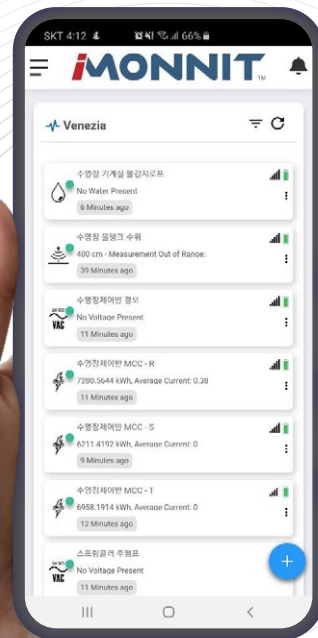 SKT 4:12 66%
iMONNIT™
Venezia
수영장 기계실 물감지로프
No Water Present
6 Minutes ago
수영장 물탱크 수위
400 cm - Measurement Out of Range:
39 Minutes ago
수영장제어반 경보
VAC
No Voltage Present
11 Minutes ago
수영장제어반 MCC - R
7280.5644 kWh, Average Current: 0.38
11 Minutes ago
수영장제어반 MCC - S
6211.4192 kWh, Average Current: 0
9 Minutes ago
수영장제어반 MCC - T
6958.1914 kWh, Average Current: 0
12 Minutes ago
스프링클러 주펌프
VAC
No Voltage Present
11 Minutes ago